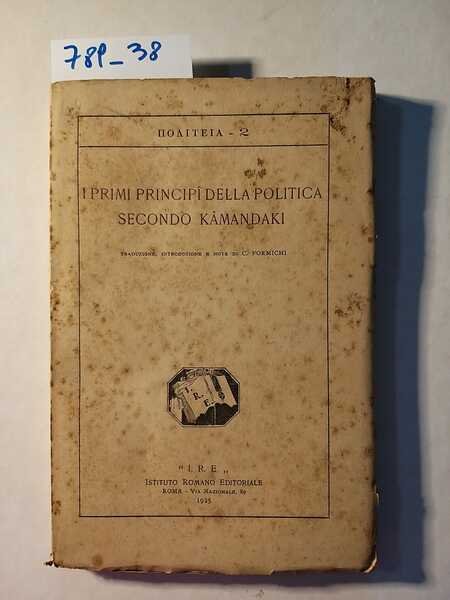 789_38
ΠΟΛΙΤΕΙΑ - 2
I PRIMI PRINCIPÎ DELLA POLITICA
SECONDO KÂMANDAKI
TRADUZIONE, INTRODUZIONE E NOTE DI C. FORMICHI
I. R. E.
" I. R. E. „
ISTITUTO ROMANO EDITORIALE
ROMA - VIA NAZIONALE, 89
1925